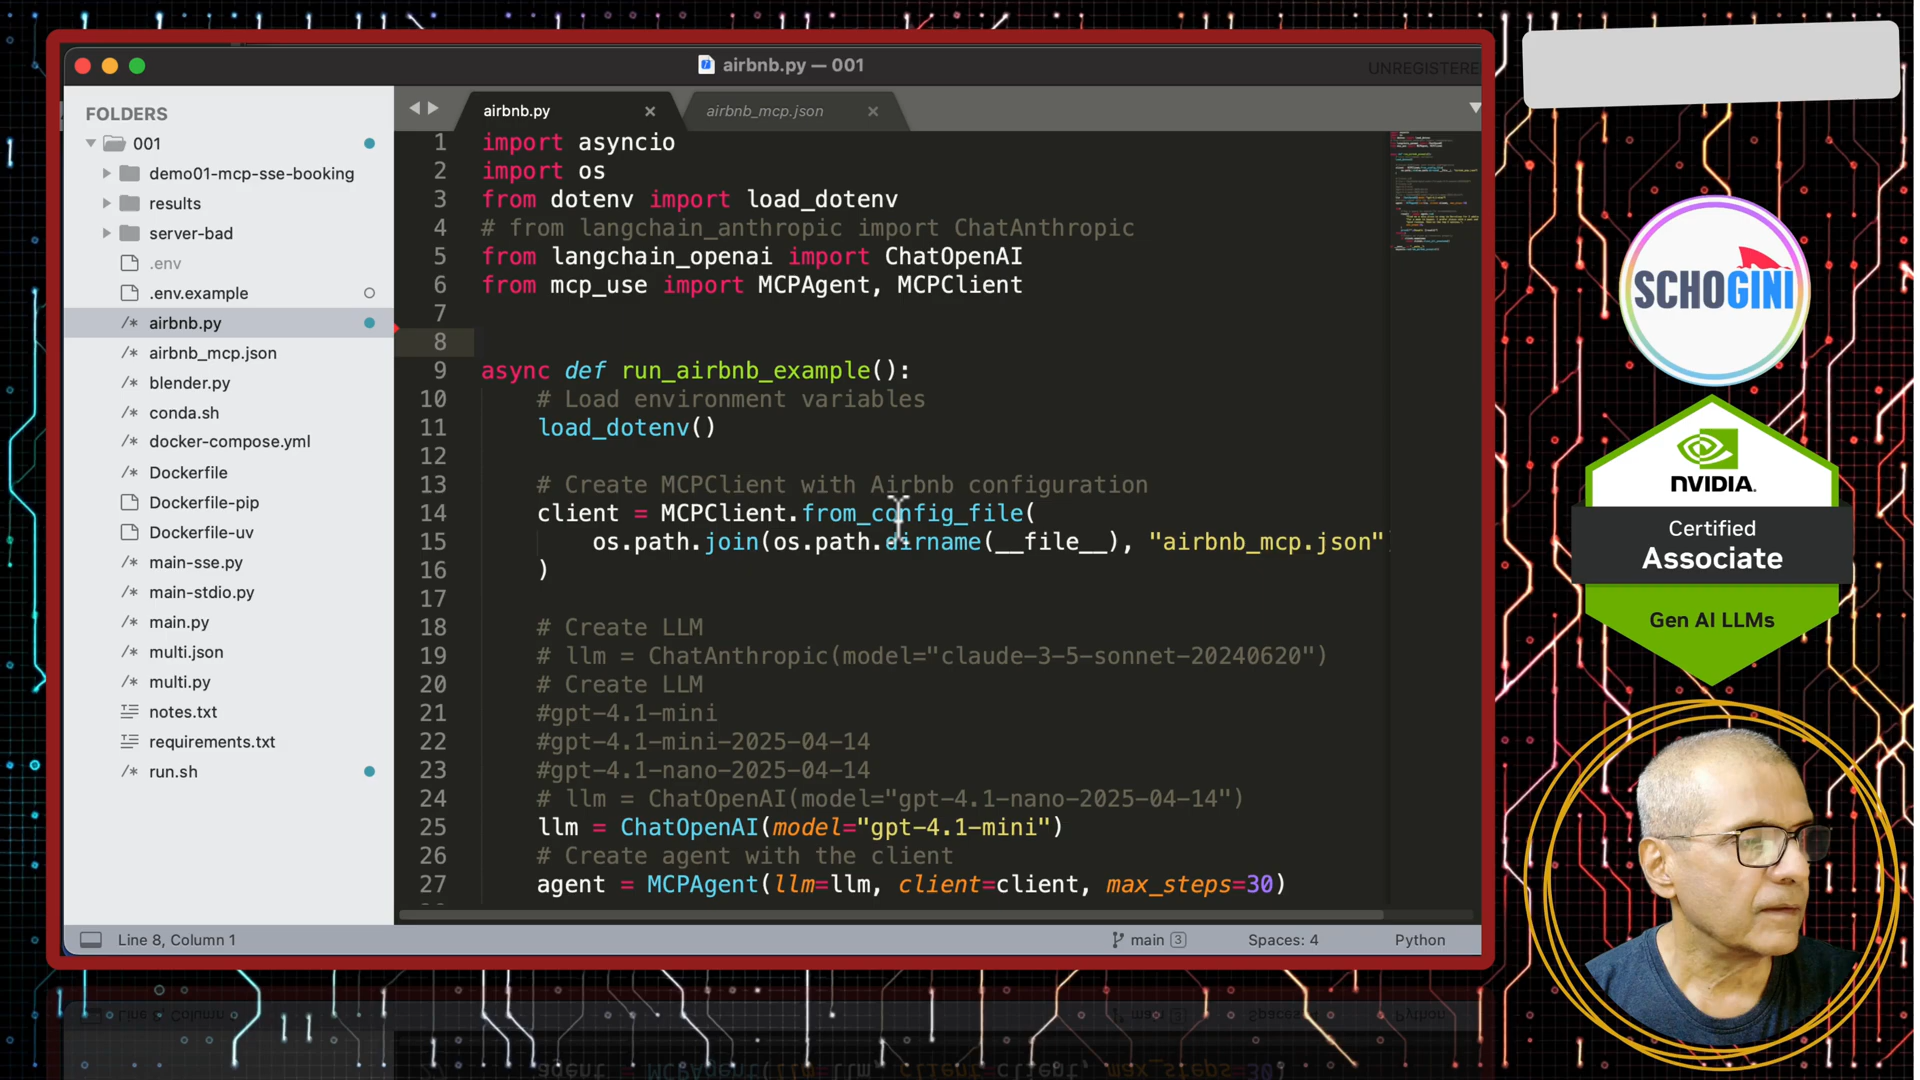 airbnb.py — 001
UNREGISTERE
FOLDERS
001
demo01-mcp-sse-booking
results
server-bad
.env
.env.example
airbnb.py
airbnb_mcp.json
blender.py
conda.sh
docker-compose.yml
Dockerfile
Dockerfile-pip
Dockerfile-uv
main-sse.py
main-stdio.py
main.py
multi.json
multi.py
notes.txt
requirements.txt
run.sh
airbnb.py
airbnb_mcp.json
1 import asyncio
2 import os
3 from dotenv import load_dotenv
4 # from langchain_anthropic import ChatAnthropic
5 from langchain_openai import ChatOpenAI
6 from mcp_use import MCPAgent, MCPClient
7
8
9 async def run_airbnb_example():
10 # Load environment variables
11 load_dotenv()
12
13 # Create MCPClient with Airbnb configuration
14 client = MCPClient.from_config_file(
15 os.path.join(os.path.dirname(__file__), "airbnb_mcp.json")
16 )
17
18 # Create LLM
19 # llm = ChatAnthropic(model="claude-3-5-sonnet-20240620")
20 # Create LLM
21 #gpt-4.1-mini
22 #gpt-4.1-mini-2025-04-14
23 #gpt-4.1-nano-2025-04-14
24 # llm = ChatOpenAI(model="gpt-4.1-nano-2025-04-14")
25 llm = ChatOpenAI(model="gpt-4.1-mini")
26 # Create agent with the client
27 agent = MCPAgent(llm=llm, client=client, max_steps=30)
Line 8, Column 1
main 3
Spaces: 4
Python
SCHOGINI
NVIDIA.
Certified
Associate
Gen AI LLMs